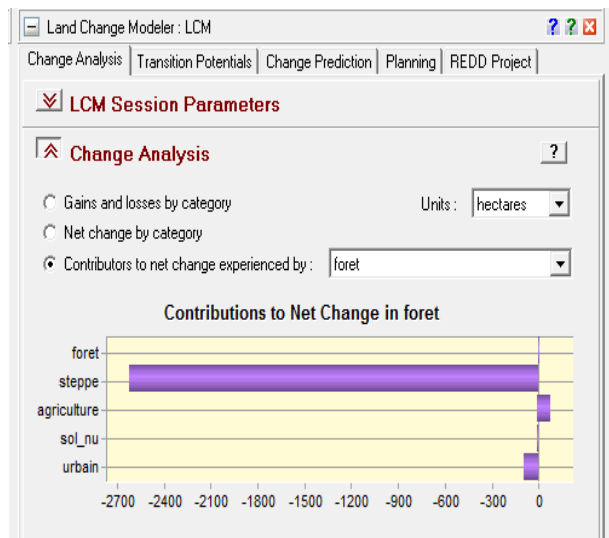 Land Change Modeler : LCM ? ?
Change Analysis Transition Potentials Change Prediction Planning REDD Project
LCM Session Parameters
Change Analysis ?
Gains and losses by category Units : hectares
Net change by category
Contributors to net change experienced by : foret
Contributions to Net Change in foret
foret
steppe
agriculture
sol_nu
urbain
-2700 -2400 -2100 -1800 -1500 -1200 -900 -600 -300 0